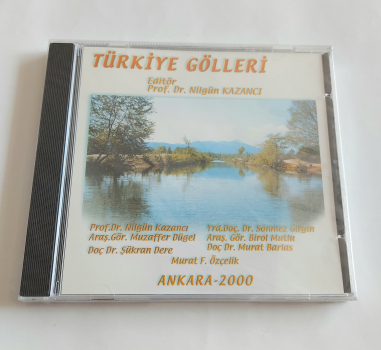 TÜRKİYE GÖLLERİ
Editör
Prof. Dr. Nilgün KAZANCI
Prof.Dr. Nilgün Kazancı
Yrd.Doç. Dr. Sönmez Girgin
Araş.Gör. Muzaffer Dügel
Araş. Gör. Birol Mutlu
Doç Dr. Şükran Dere
Doç Dr. Murat Barlas
Murat F. Özçelik
ANKARA-2000